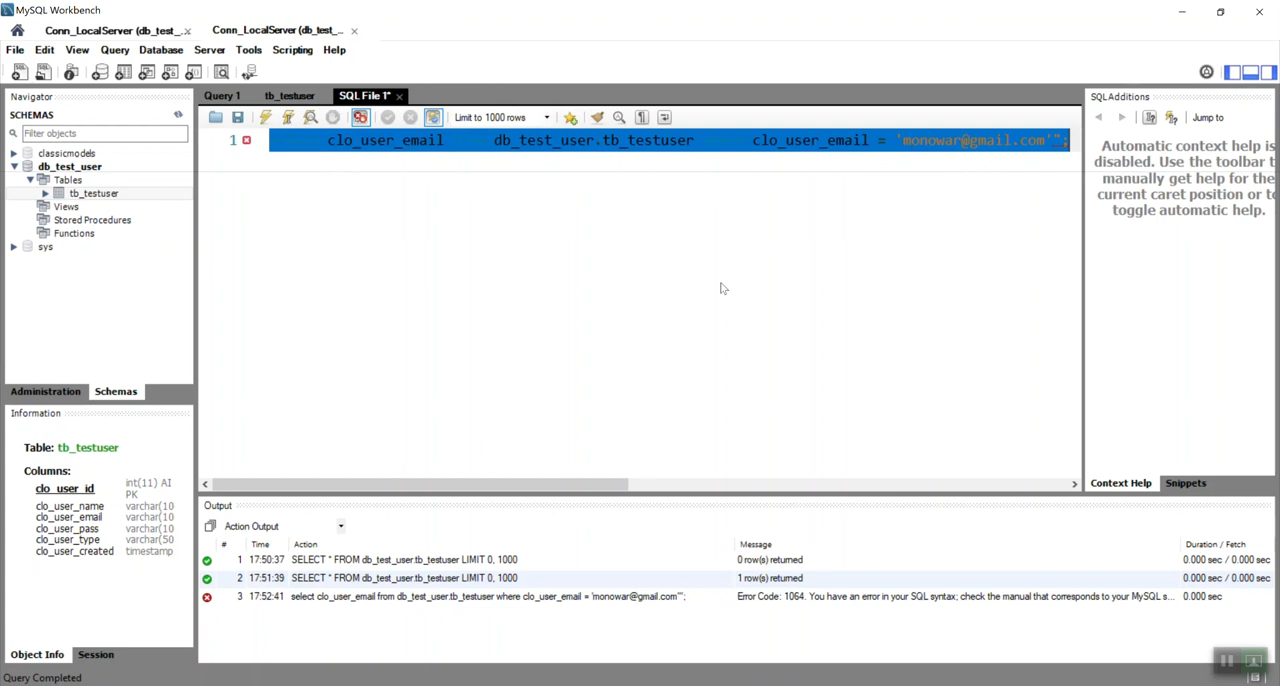 MySQL Workbench
Conn_LocalServer (db_test_..×
Conn_LocalServer (db_test_... ×
File Edit View Query Database Server Tools Scripting Help
Navigator
SCHEMAS
Filter objects
classicmodels
db_test_user
Tables
tb_testuser
Views
Stored Procedures
Functions
sys
Administration Schemas
Information
Table: tb_testuser
Columns:
clo_user_id int(11) AI PK
clo_user_name varchar(10
clo_user_email varchar(10
clo_user_pass varchar(10
clo_user_type varchar(50
clo_user_created timestamp
Object Info Session
Query Completed
Query 1 tb_testuser SQL File 1* ×
Limit to 1000 rows
1 clo_user_email db_test_user.tb_testuser clo_user_email = 'monowar@gmail.com'";
SQLAdditions
Jump to
Automatic context help is
disabled. Use the toolbar t
manually get help for the
current caret position or to
toggle automatic help.
Context Help Snippets
Output
Action Output
# Time Action Message Duration / Fetch
1 17:50:37 SELECT * FROM db_test_user.tb_testuser LIMIT 0, 1000 0 row(s) returned 0.000 sec / 0.000 sec
2 17:51:39 SELECT * FROM db_test_user.tb_testuser LIMIT 0, 1000 1 row(s) returned 0.000 sec / 0.000 sec
3 17:52:41 select clo_user_email from db_test_user.tb_testuser where clo_user_email = 'monowar@gmail.com'"; Error Code: 1064. You have an error in your SQL syntax; check the manual that corresponds to your MySQL s... 0.000 sec